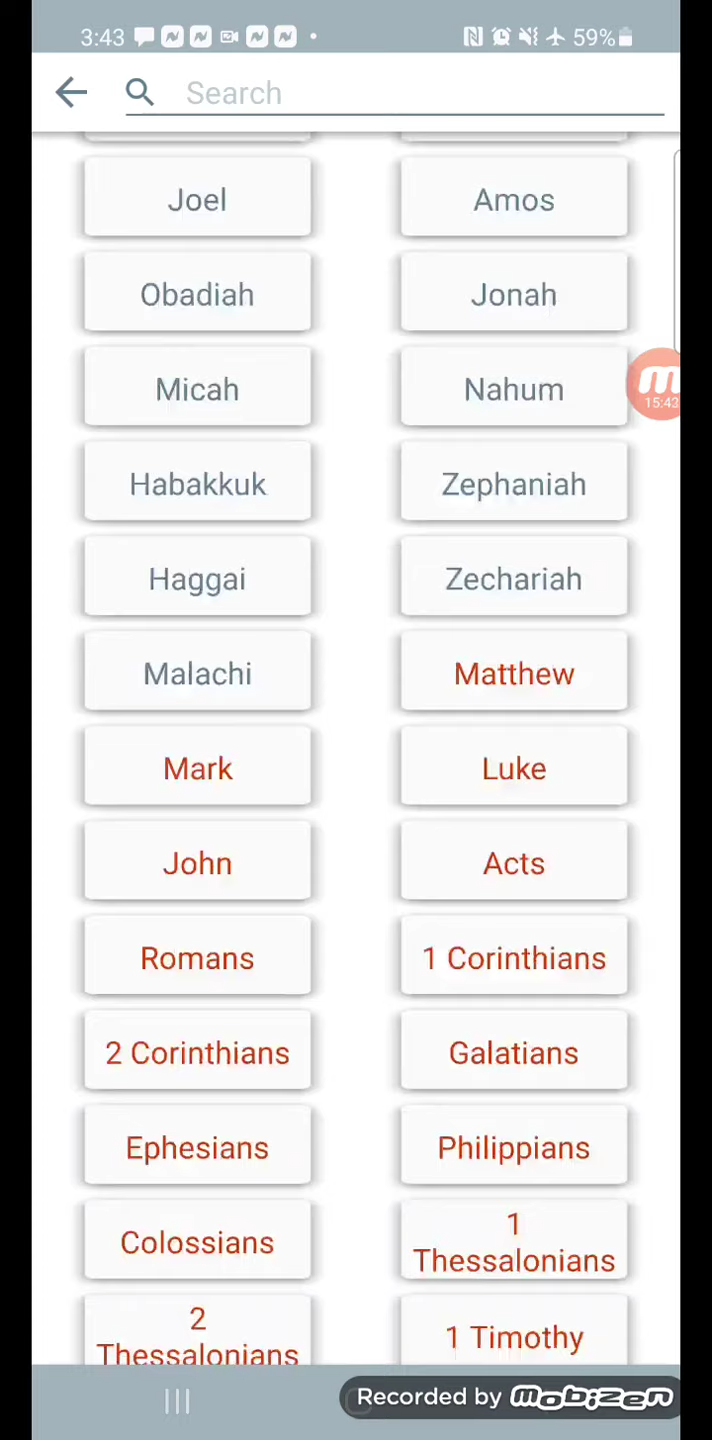 3:43 59%
Search
Joel Amos
Obadiah Jonah
Micah Nahum
15:43
Habakkuk Zephaniah
Haggai Zechariah
Malachi Matthew
Mark Luke
John Acts
Romans 1 Corinthians
2 Corinthians Galatians
Ephesians Philippians
Colossians 1 Thessalonians
2 Thessalonians 1 Timothy
Recorded by mobizen